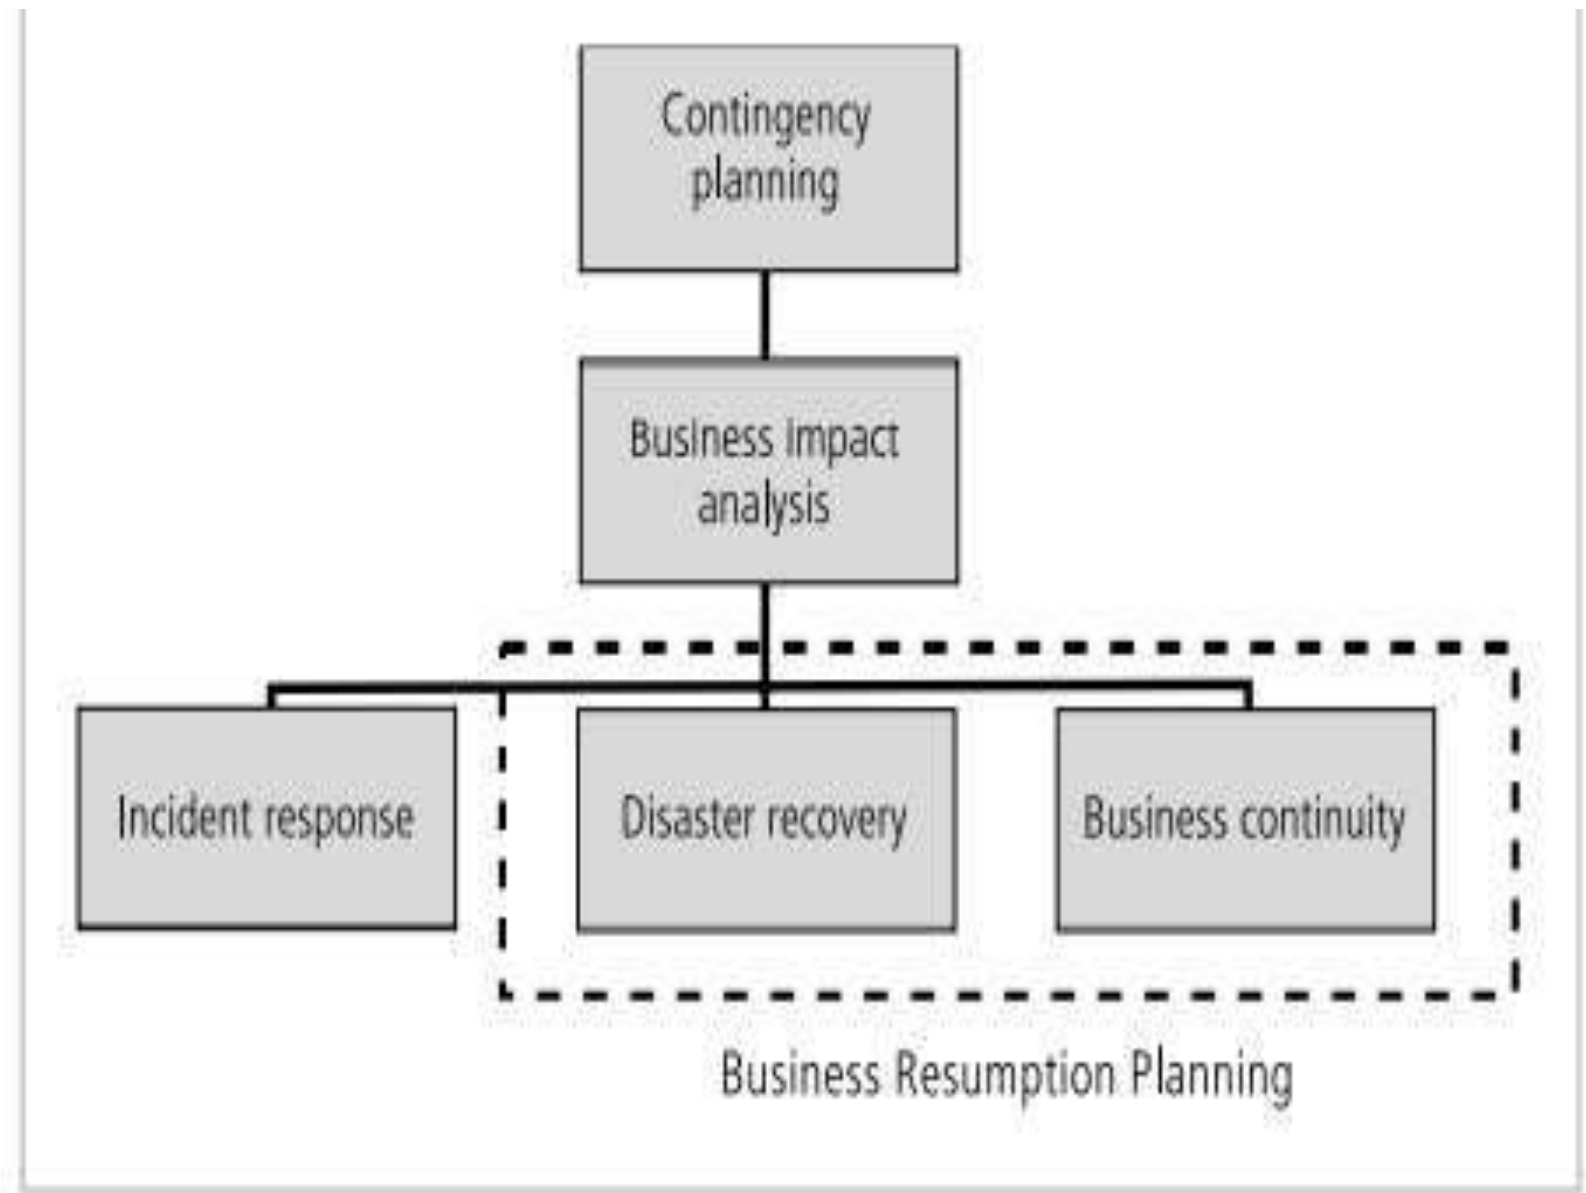 Contingency
planning
Business impact
analysis
Incident response
Disaster recovery
Business continuity
Business Resumption Planning